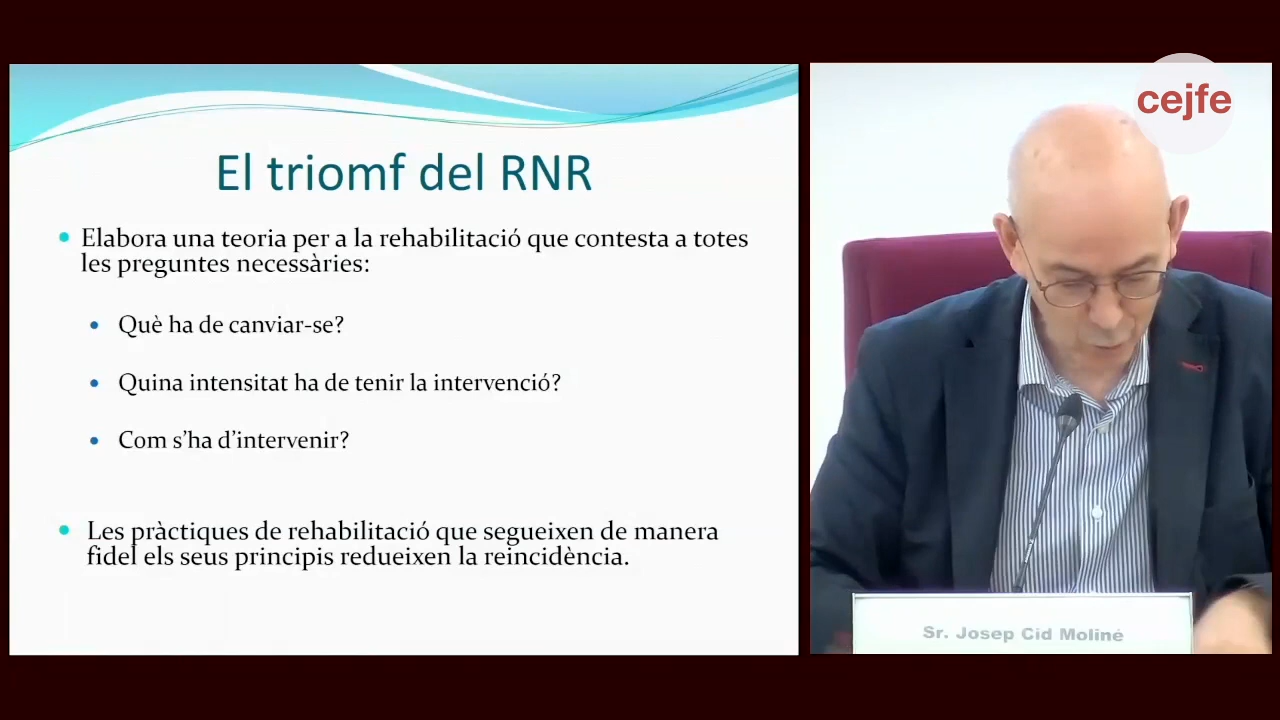 El triomf del RNR
Elabora una teoria per a la rehabilitació que contesta a totes
les preguntes necessàries:
Què ha de canviar-se?
Quina intensitat ha de tenir la intervenció?
Com s'ha d'intervenir?
Les pràctiques de rehabilitació que segueixen de manera
fidel els seus principis redueixen la reincidència.
cejfe
Sr. Josep Cid Moliné